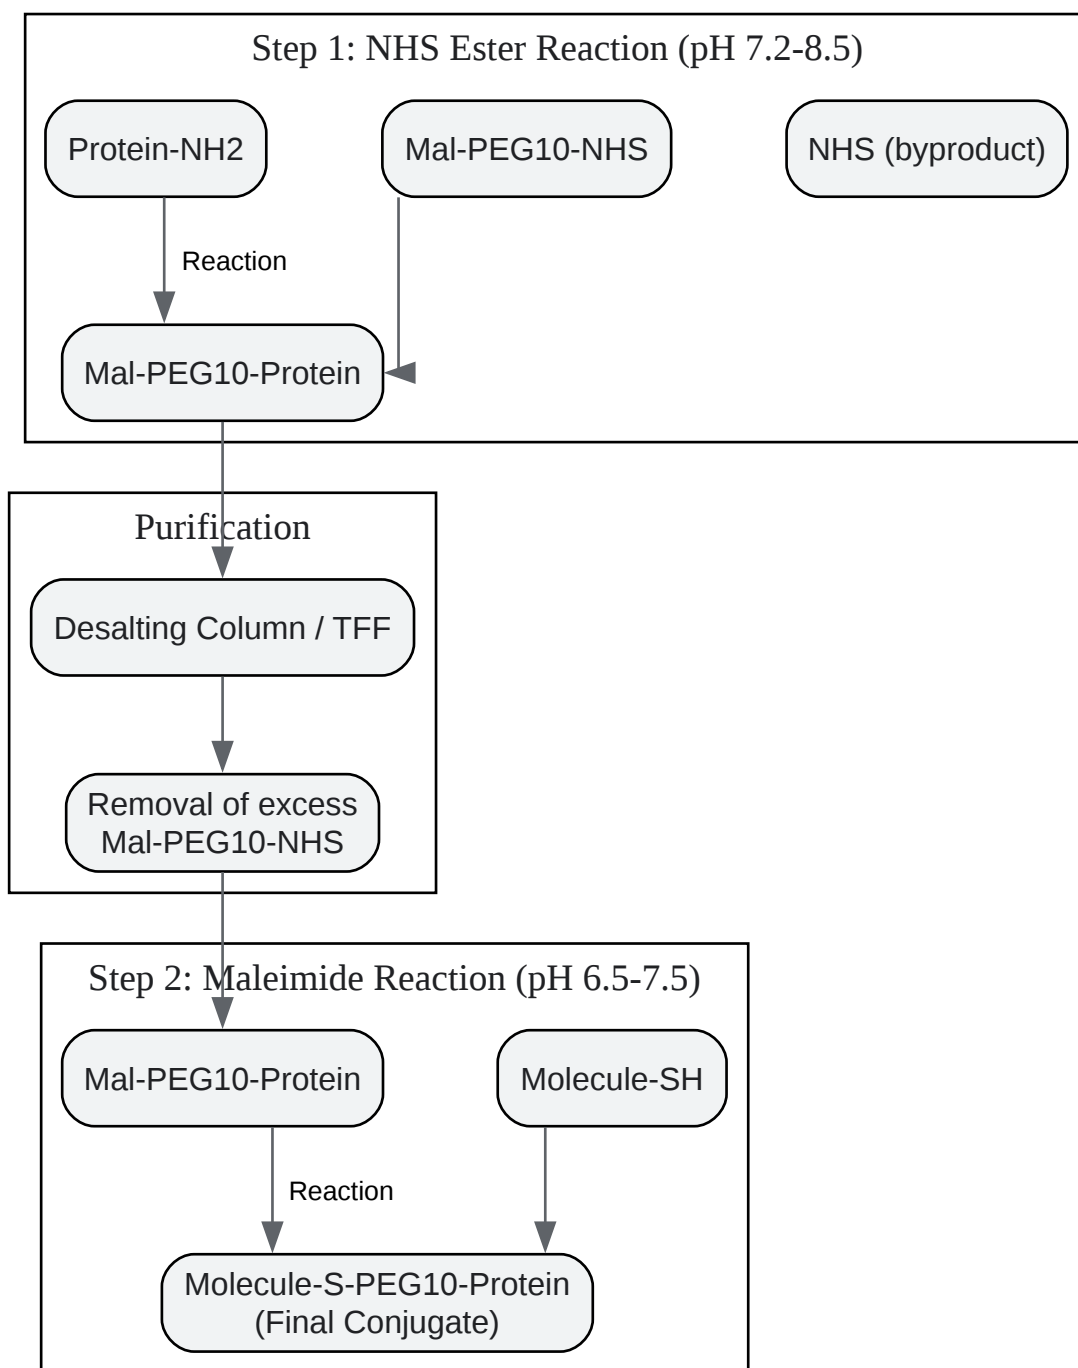 Step 1: NHS Ester Reaction (pH 7.2-8.5)
Protein-NH2
Mal-PEG10-NHS
NHS (byproduct)
Reaction
Mal-PEG10-Protein
Purification
Desalting Column / TFF
Removal of excess
Mal-PEG10-NHS
Step 2: Maleimide Reaction (pH 6.5-7.5)
Mal-PEG10-Protein
Molecule-SH
Reaction
Molecule-S-PEG10-Protein
(Final Conjugate)